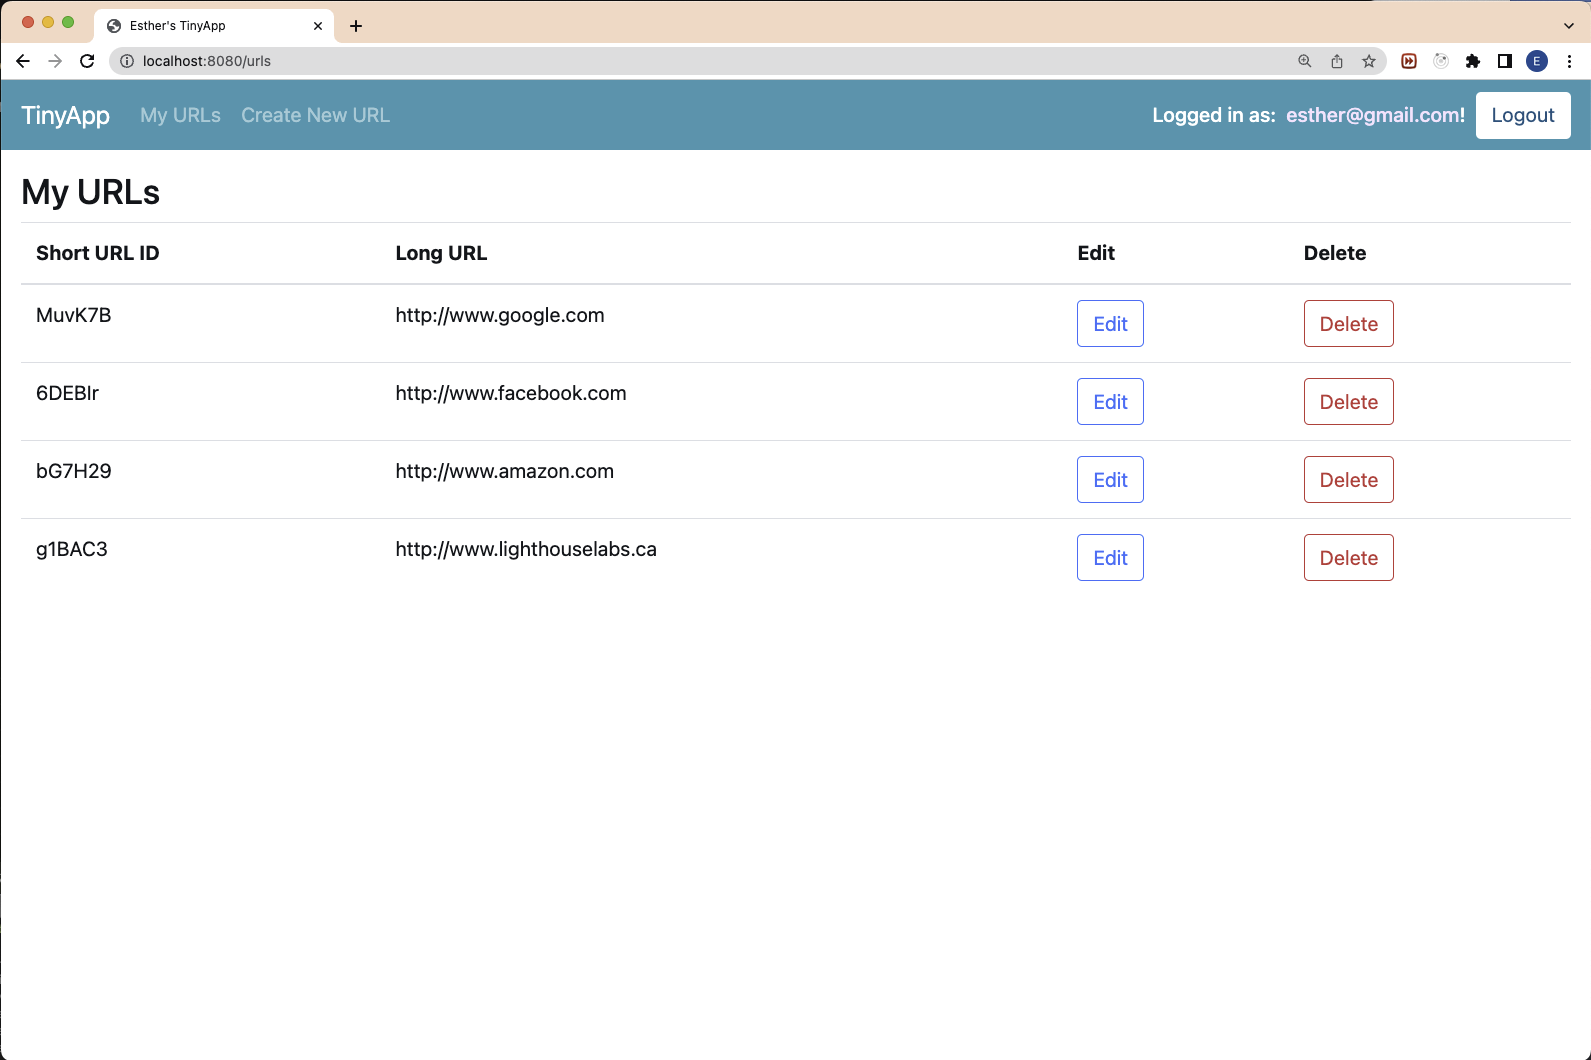 Esther's TinyApp
localhost:8080/urls
E
TinyApp My URLs Create New URL Logged in as: esther@gmail.com! Logout
My URLs
Short URL ID Long URL Edit Delete
MuvK7B http://www.google.com Edit Delete
6DEBIr http://www.facebook.com Edit Delete
bG7H29 http://www.amazon.com Edit Delete
g1BAC3 http://www.lighthouselabs.ca Edit Delete